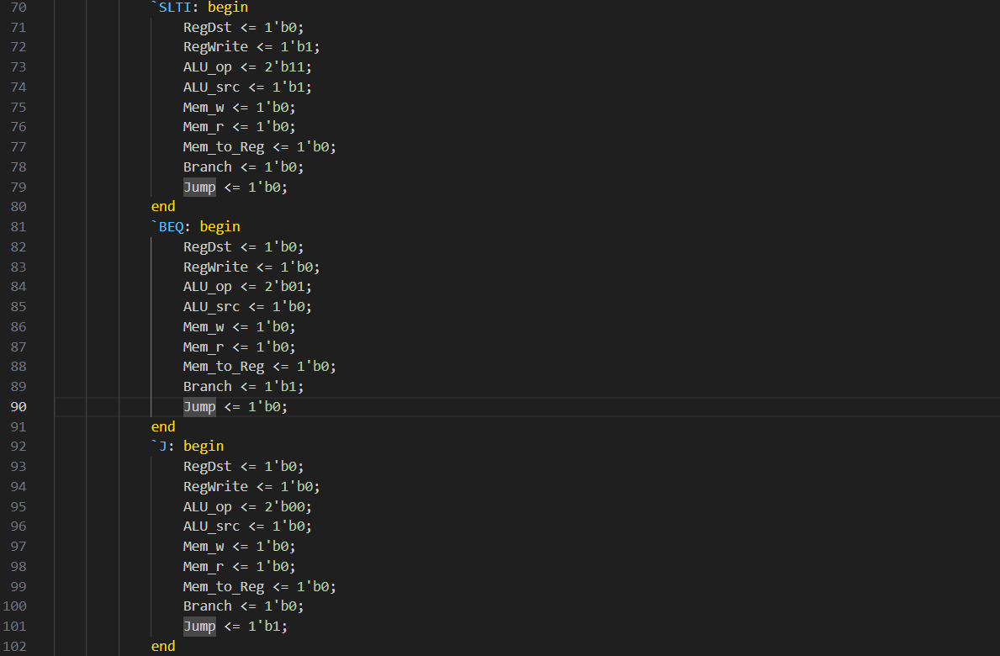 70 `SLTI: begin
71 RegDst <= 1'b0;
72 RegWrite <= 1'b1;
73 ALU_op <= 2'b11;
74 ALU_src <= 1'b1;
75 Mem_w <= 1'b0;
76 Mem_r <= 1'b0;
77 Mem_to_Reg <= 1'b0;
78 Branch <= 1'b0;
79 Jump <= 1'b0;
80 end
81 `BEQ: begin
82 RegDst <= 1'b0;
83 RegWrite <= 1'b0;
84 ALU_op <= 2'b01;
85 ALU_src <= 1'b0;
86 Mem_w <= 1'b0;
87 Mem_r <= 1'b0;
88 Mem_to_Reg <= 1'b0;
89 Branch <= 1'b1;
90 Jump <= 1'b0;
91 end
92 `J: begin
93 RegDst <= 1'b0;
94 RegWrite <= 1'b0;
95 ALU_op <= 2'b00;
96 ALU_src <= 1'b0;
97 Mem_w <= 1'b0;
98 Mem_r <= 1'b0;
99 Mem_to_Reg <= 1'b0;
100 Branch <= 1'b0;
101 Jump <= 1'b1;
102 end